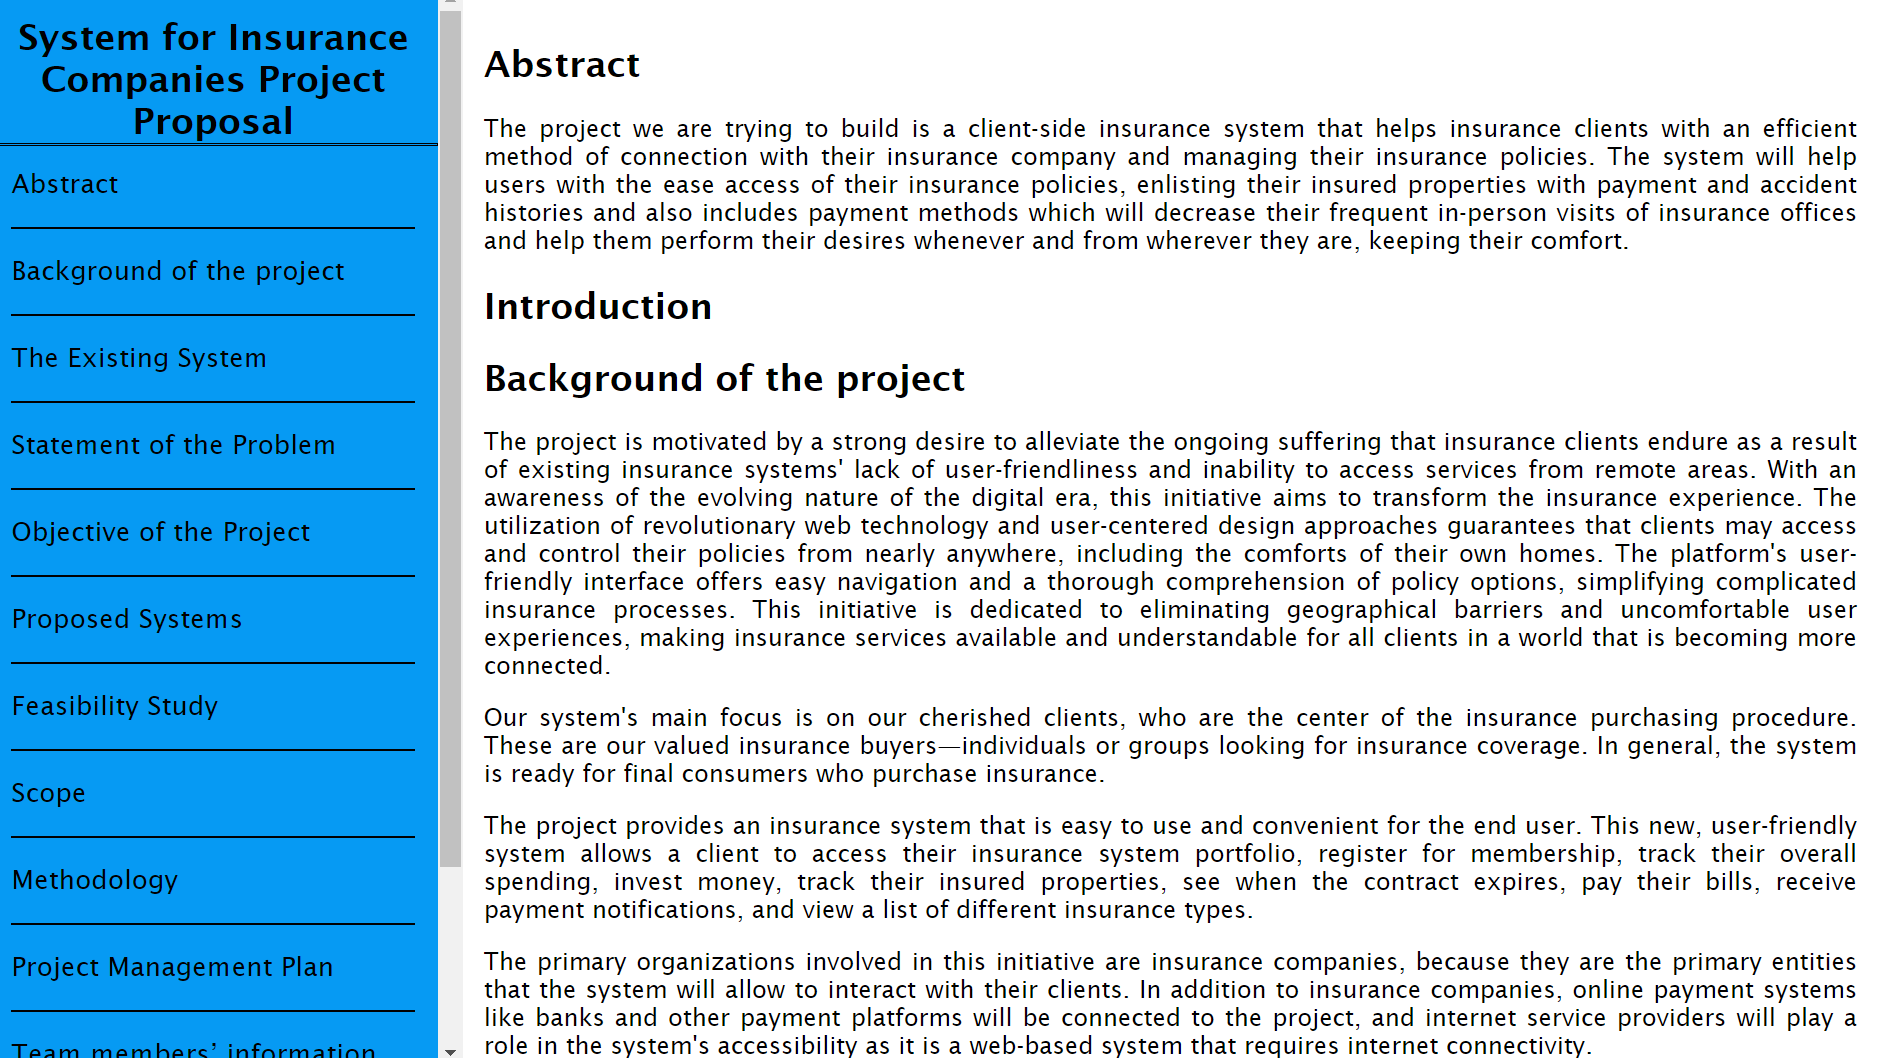 System for Insurance
Companies Project
Proposal
Abstract
Background of the project
The Existing System
Statement of the Problem
Objective of the Project
Proposed Systems
Feasibility Study
Scope
Methodology
Project Management Plan
Team members’ information
Abstract
The project we are trying to build is a client-side insurance system that helps insurance clients with an efficient
method of connection with their insurance company and managing their insurance policies. The system will help
users with the ease access of their insurance policies, enlisting their insured properties with payment and accident
histories and also includes payment methods which will decrease their frequent in-person visits of insurance offices
and help them perform their desires whenever and from wherever they are, keeping their comfort.
Introduction
Background of the project
The project is motivated by a strong desire to alleviate the ongoing suffering that insurance clients endure as a result
of existing insurance systems' lack of user-friendliness and inability to access services from remote areas. With an
awareness of the evolving nature of the digital era, this initiative aims to transform the insurance experience. The
utilization of revolutionary web technology and user-centered design approaches guarantees that clients may access
and control their policies from nearly anywhere, including the comforts of their own homes. The platform's user-
friendly interface offers easy navigation and a thorough comprehension of policy options, simplifying complicated
insurance processes. This initiative is dedicated to eliminating geographical barriers and uncomfortable user
experiences, making insurance services available and understandable for all clients in a world that is becoming more
connected.
Our system's main focus is on our cherished clients, who are the center of the insurance purchasing procedure.
These are our valued insurance buyers—individuals or groups looking for insurance coverage. In general, the system
is ready for final consumers who purchase insurance.
The project provides an insurance system that is easy to use and convenient for the end user. This new, user-friendly
system allows a client to access their insurance system portfolio, register for membership, track their overall
spending, invest money, track their insured properties, see when the contract expires, pay their bills, receive
payment notifications, and view a list of different insurance types.
The primary organizations involved in this initiative are insurance companies, because they are the primary entities
that the system will allow to interact with their clients. In addition to insurance companies, online payment systems
like banks and other payment platforms will be connected to the project, and internet service providers will play a
role in the system's accessibility as it is a web-based system that requires internet connectivity.